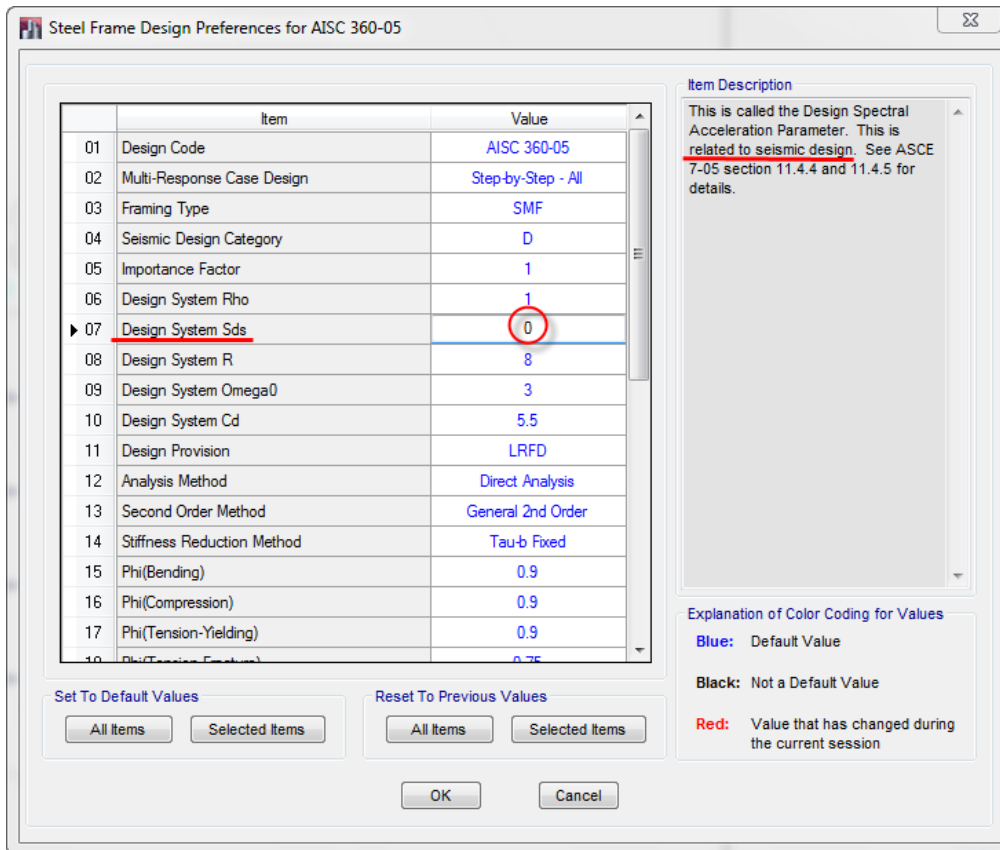 Steel Frame Design Preferences for AISC 360-05
Item Value
01 Design Code AISC 360-05
02 Multi-Response Case Design Step-by-Step - All
03 Framing Type SMF
04 Seismic Design Category D
05 Importance Factor 1
06 Design System Rho 1
07 Design System Sds 0
08 Design System R 8
09 Design System Omega0 3
10 Design System Cd 5.5
11 Design Provision LRFD
12 Analysis Method Direct Analysis
13 Second Order Method General 2nd Order
14 Stiffness Reduction Method Tau-b Fixed
15 Phi(Bending) 0.9
16 Phi(Compression) 0.9
17 Phi(Tension-Yielding) 0.9
18 Phi(Tension-Fracture) 0.75
Item Description
This is called the Design Spectral
Acceleration Parameter. This is
related to seismic design. See ASCE
7-05 section 11.4.4 and 11.4.5 for
details.
Explanation of Color Coding for Values
Blue: Default Value
Black: Not a Default Value
Red: Value that has changed during
the current session
Set To Default Values
All Items Selected Items
Reset To Previous Values
All Items Selected Items
OK Cancel